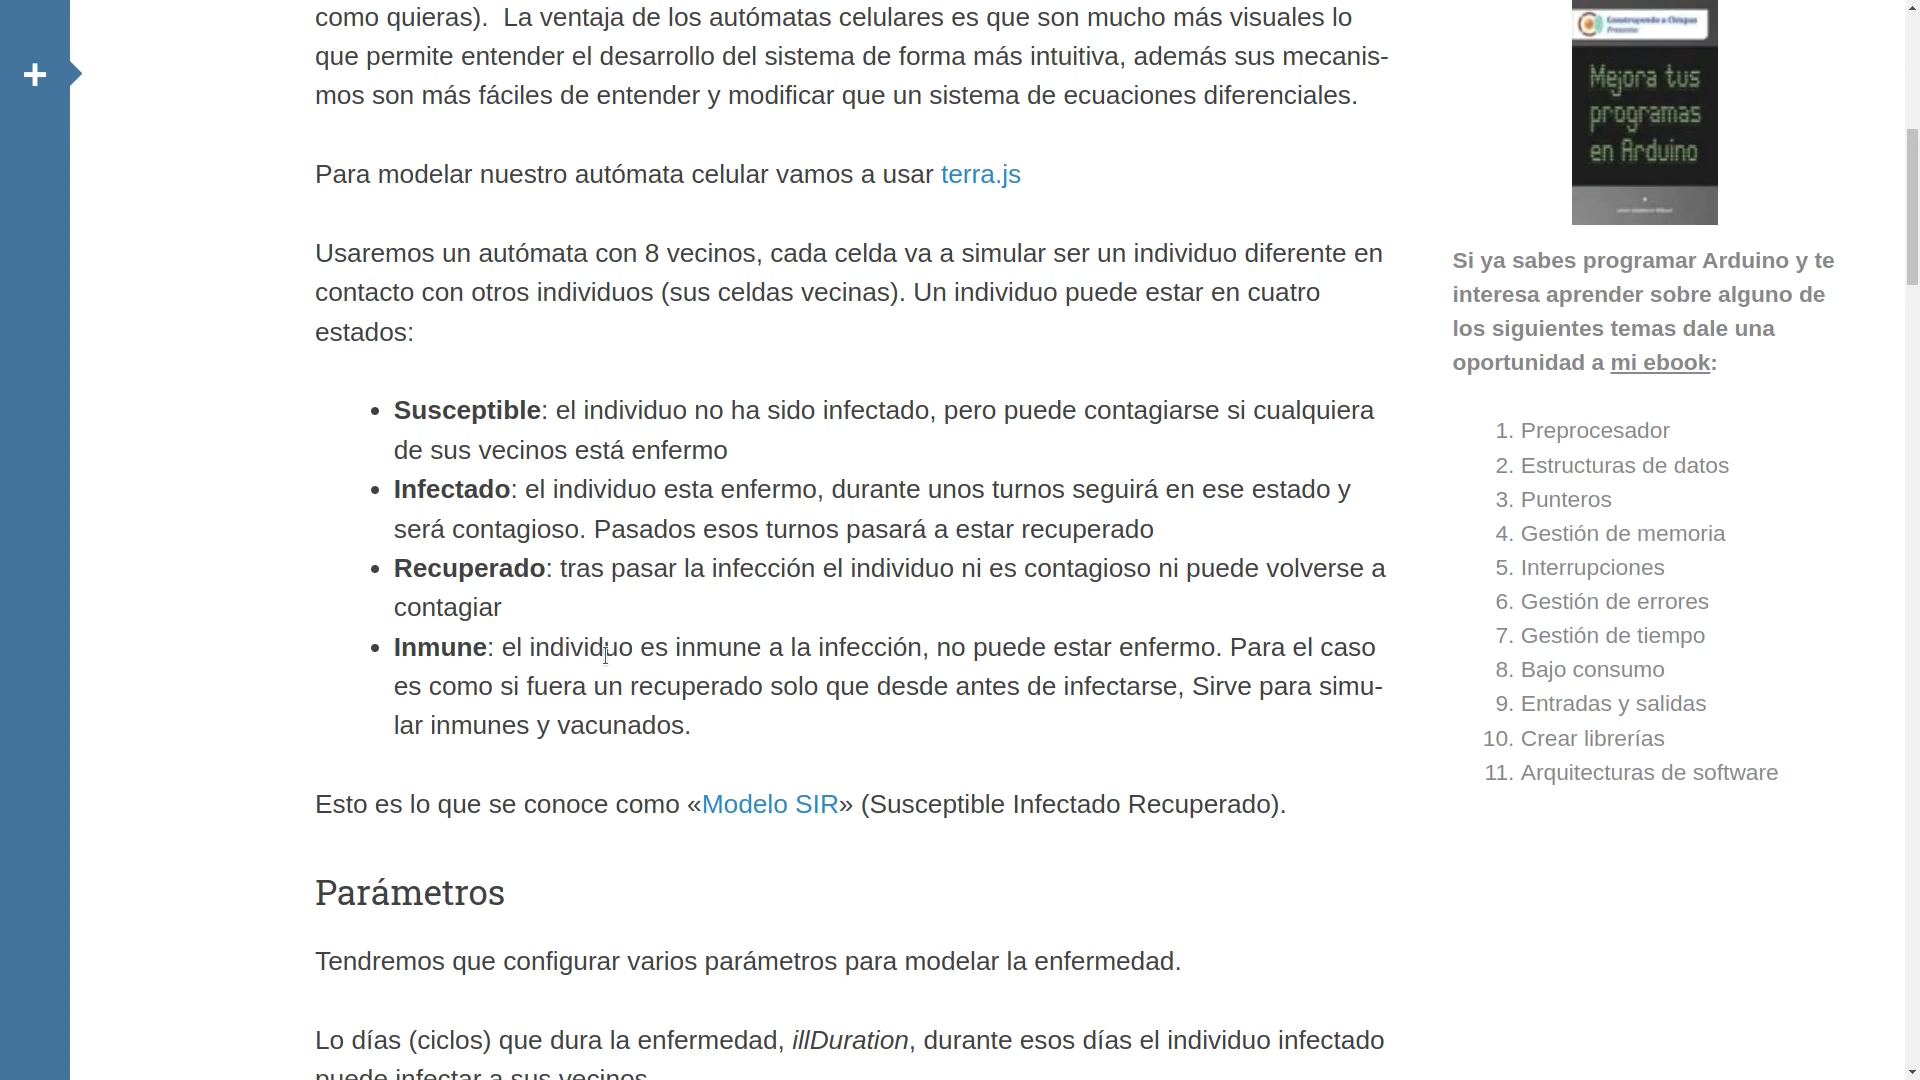 como quieras).  La ventaja de los autómatas celulares es que son mucho más visuales lo
que permite entender el desarrollo del sistema de forma más intuitiva, además sus mecanis-
mos son más fáciles de entender y modificar que un sistema de ecuaciones diferenciales.
Para modelar nuestro autómata celular vamos a usar terra.js
Usaremos un autómata con 8 vecinos, cada celda va a simular ser un individuo diferente en
contacto con otros individuos (sus celdas vecinas). Un individuo puede estar en cuatro
estados:
• Susceptible: el individuo no ha sido infectado, pero puede contagiarse si cualquiera
de sus vecinos está enfermo
• Infectado: el individuo esta enfermo, durante unos turnos seguirá en ese estado y
será contagioso. Pasados esos turnos pasará a estar recuperado
• Recuperado: tras pasar la infección el individuo ni es contagioso ni puede volverse a
contagiar
• Inmune: el individuo es inmune a la infección, no puede estar enfermo. Para el caso
es como si fuera un recuperado solo que desde antes de infectarse, Sirve para simu-
lar inmunes y vacunados.
Esto es lo que se conoce como «Modelo SIR» (Susceptible Infectado Recuperado).
Parámetros
Tendremos que configurar varios parámetros para modelar la enfermedad.
Lo días (ciclos) que dura la enfermedad, illDuration, durante esos días el individuo infectado
puede infectar a sus vecinos
Construyendo a Chispas
Presenta:
Mejora tus
programas
en Arduino
Si ya sabes programar Arduino y te
interesa aprender sobre alguno de
los siguientes temas dale una
oportunidad a mi ebook:
1. Preprocesador
2. Estructuras de datos
3. Punteros
4. Gestión de memoria
5. Interrupciones
6. Gestión de errores
7. Gestión de tiempo
8. Bajo consumo
9. Entradas y salidas
10. Crear librerías
11. Arquitecturas de software